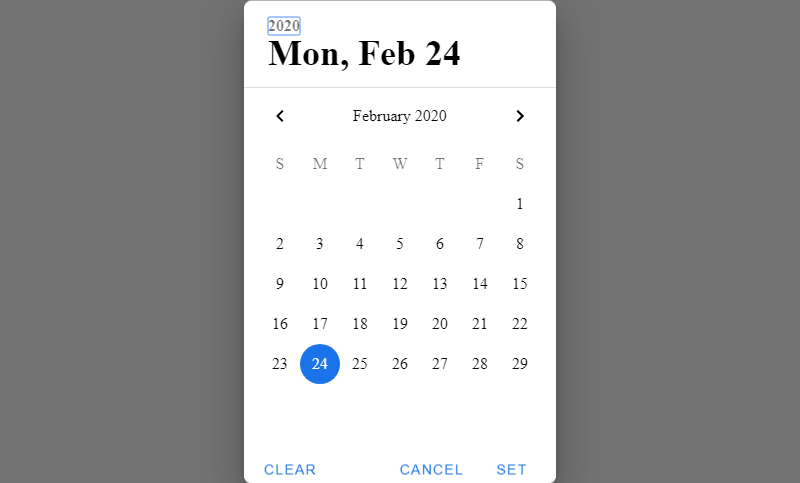 2020
Mon, Feb 24
February 2020
S M T W T F S
1
2 3 4 5 6 7 8
9 10 11 12 13 14 15
16 17 18 19 20 21 22
23 24 25 26 27 28 29
CLEAR CANCEL SET